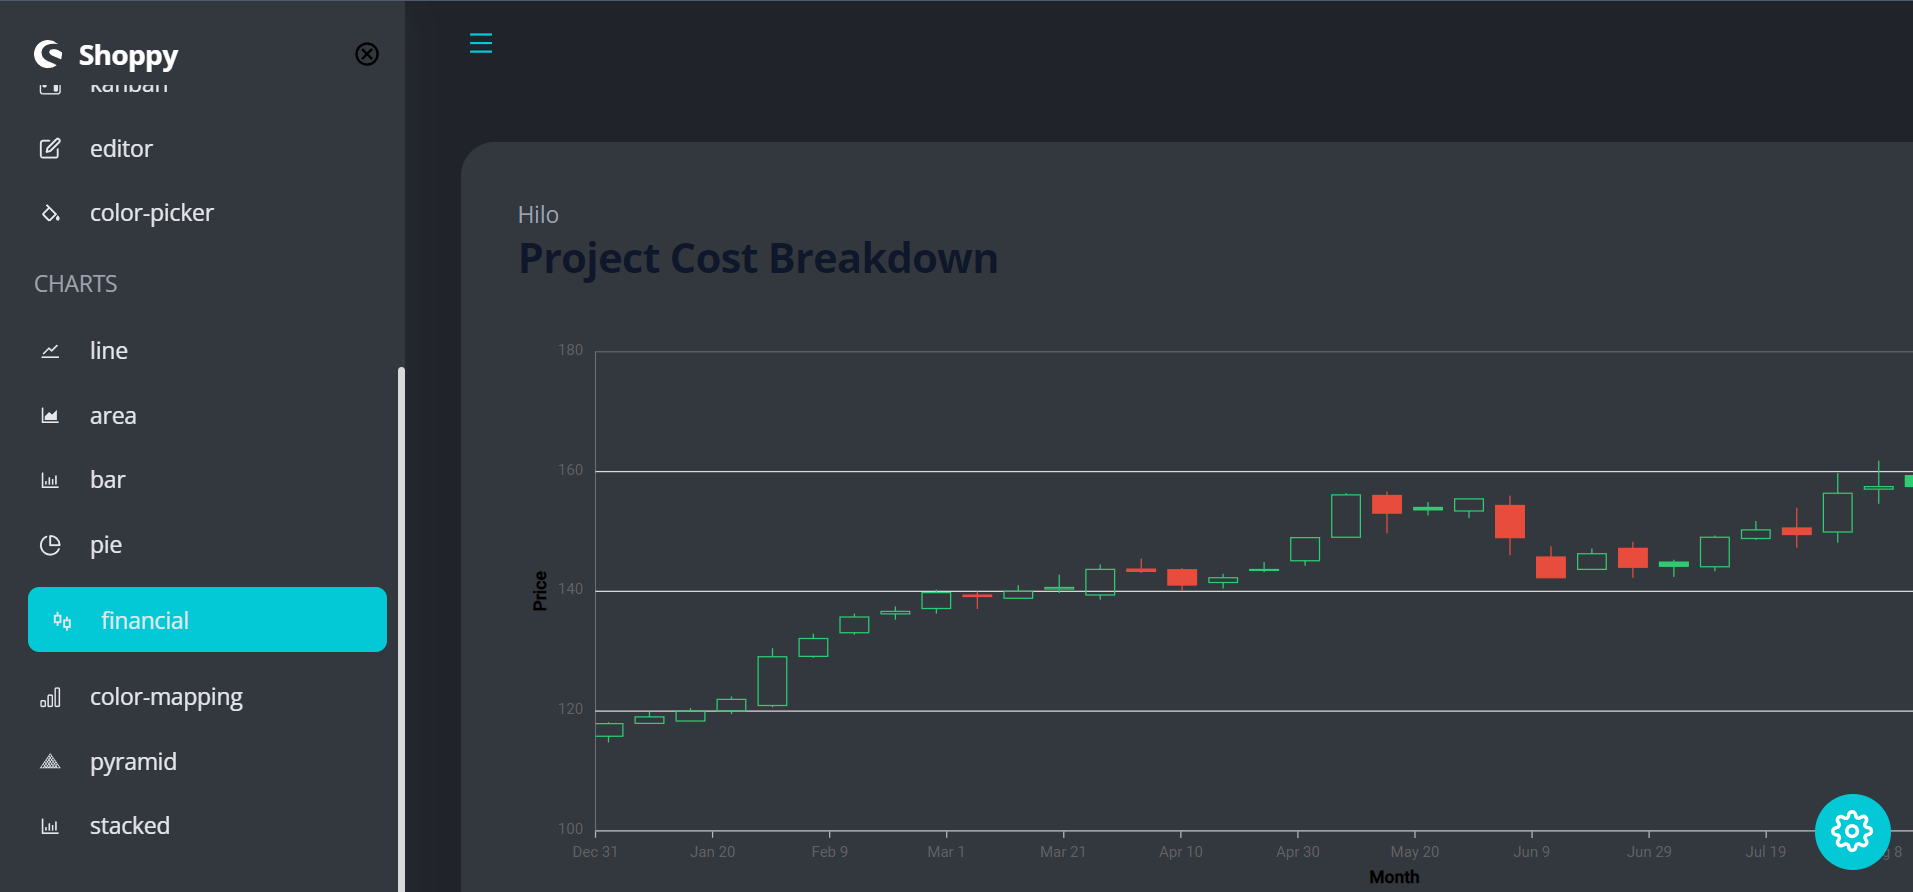 Shoppy
kanban
editor
color-picker
CHARTS
line
area
bar
pie
financial
color-mapping
pyramid
stacked
Hilo
Project Cost Breakdown
180
160
140
120
100
Price
Dec 31
Jan 20
Feb 9
Mar 1
Mar 21
Apr 10
Apr 30
May 20
Jun 9
Jun 29
Jul 19
8
Month